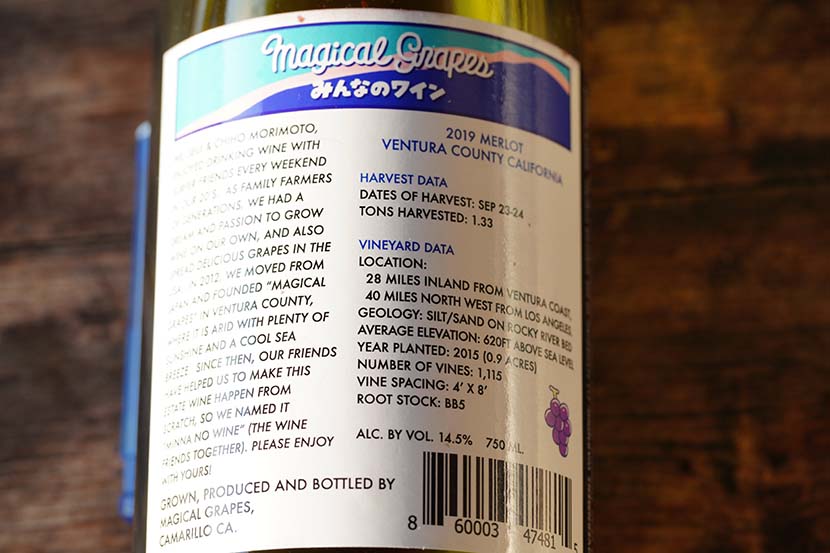 Magical Grapes
みんなのワイン
& CHIHO MORIMOTO,
DRINKING WINE WITH
FRIENDS EVERY WEEKEND
OUR 20'S. AS FAMILY FARMERS
GENERATIONS, WE HAD A
AND PASSION TO GROW
ON OUR OWN, AND ALSO
DELICIOUS GRAPES IN THE
IN 2012, WE MOVED FROM
JAPAN AND FOUNDED "MAGICAL
GRAPES" IN VENTURA COUNTY,
WHERE IT IS ARID WITH PLENTY OF
SUNSHINE AND A COOL SEA
BREEZE. SINCE THEN, OUR FRIENDS
HAVE HELPED US TO MAKE THIS
ESTATE WINE HAPPEN FROM
SCRATCH, SO WE NAMED IT
"MINNA NO WINE" (THE WINE
FRIENDS TOGETHER). PLEASE ENJOY
WITH YOURS!
GROWN, PRODUCED AND BOTTLED BY
MAGICAL GRAPES,
CAMARILLO CA.
2019 MERLOT
VENTURA COUNTY CALIFORNIA
HARVEST DATA
DATES OF HARVEST: SEP 23-24
TONS HARVESTED: 1.33
VINEYARD DATA
LOCATION:
28 MILES INLAND FROM VENTURA COAST,
40 MILES NORTH WEST FROM LOS ANGELES
GEOLOGY: SILT/SAND ON ROCKY RIVER BED
AVERAGE ELEVATION: 620FT ABOVE SEA LEVEL
YEAR PLANTED: 2015 (0.9 ACRES)
NUMBER OF VINES: 1,115
VINE SPACING: 4' X 8'
ROOT STOCK: BB5
ALC. BY VOL. 14.5% 750 ML.
8 60003 47481 5